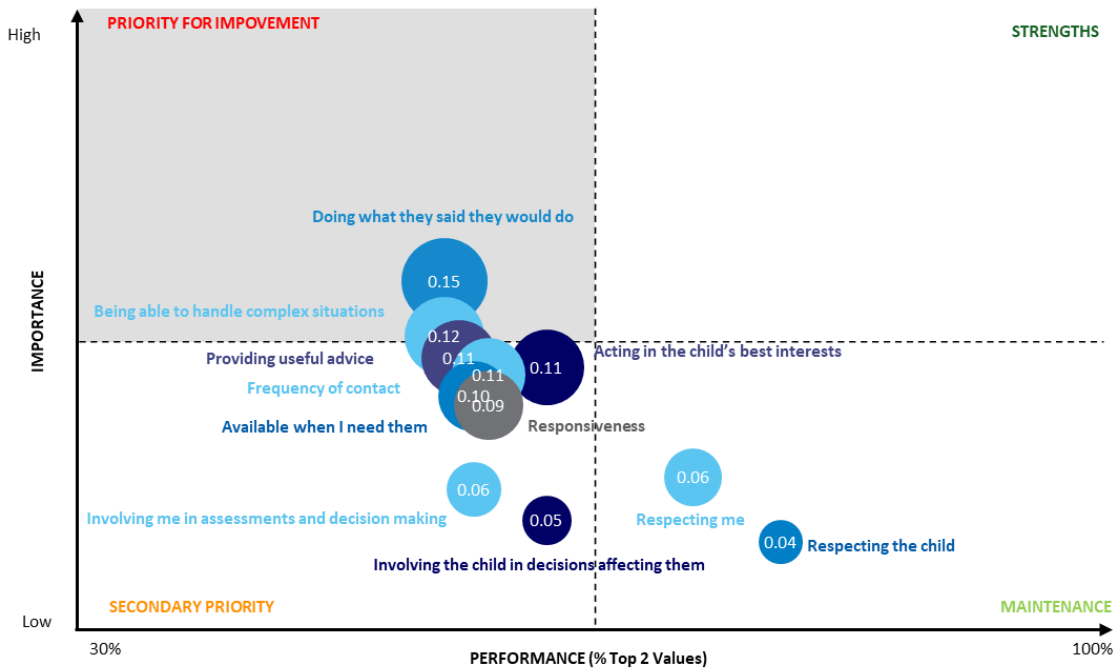 PRIORITY FOR IMPOVEMENT
High
STRENGTHS
Doing what they said they would do
0.15
Being able to handle complex situations
0.12
Providing useful advice
0.11
Acting in the child's best interests
0.11
Frequency of contact
0.11
0.10
0.09
Available when I need them
Responsiveness
0.06
0.06
Involving me in assessments and decision making
0.05
Respecting me
0.04
Respecting the child
Involving the child in decisions affecting them
SECONDARY PRIORITY
MAINTENANCE
Low
30%
100%
PERFORMANCE (% Top 2 Values)
IMPORTANCE